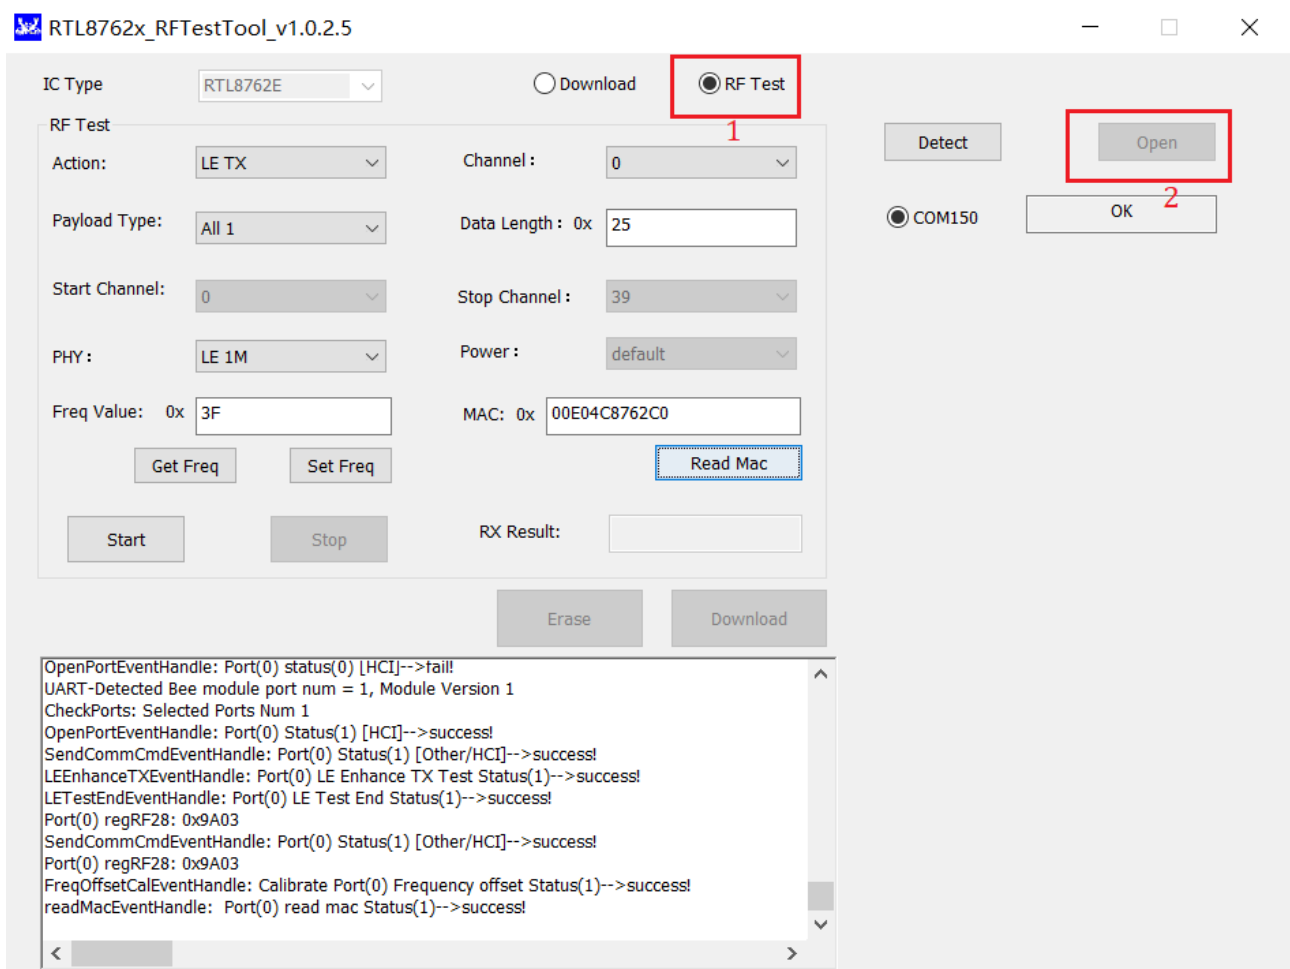 RTL8762x_RFTestTool_v1.0.2.5
IC Type RTL8762E Download RF Test
RF Test 1
Detect Open
2
Action: LE TX Channel: 0
COM150 OK
Payload Type: All 1 Data Length: 0x 25
Start Channel: 0 Stop Channel: 39
PHY: LE 1M Power: default
Freq Value: 0x 3F MAC: 0x 00E04C8762C0
Get Freq Set Freq Read Mac
Start Stop RX Result:
Erase Download
OpenPortEventHandle: Port(0) status(0) [HCI]-->fail!
UART-Detected Bee module port num = 1, Module Version 1
CheckPorts: Selected Ports Num 1
OpenPortEventHandle: Port(0) Status(1) [HCI]-->success!
SendCommCmdEventHandle: Port(0) Status(1) [Other/HCI]-->success!
LEEnhanceTXEventHandle: Port(0) LE Enhance TX Test Status(1)-->success!
LETestEndEventHandle: Port(0) LE Test End Status(1)-->success!
Port(0) regRF28: 0x9A03
SendCommCmdEventHandle: Port(0) Status(1) [Other/HCI]-->success!
Port(0) regRF28: 0x9A03
FreqOffsetCalEventHandle: Calibrate Port(0) Frequency offset Status(1)-->success!
readMacEventHandle:  Port(0) read mac Status(1)-->success!